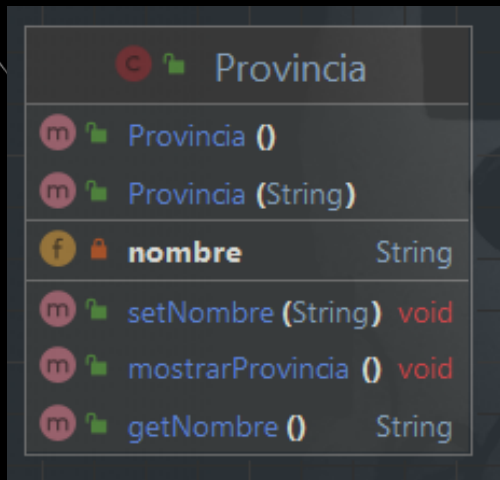 C Provincia
m Provincia ()
m Provincia (String)
f nombre String
m setNombre (String) void
m mostrarProvincia () void
m getNombre () String